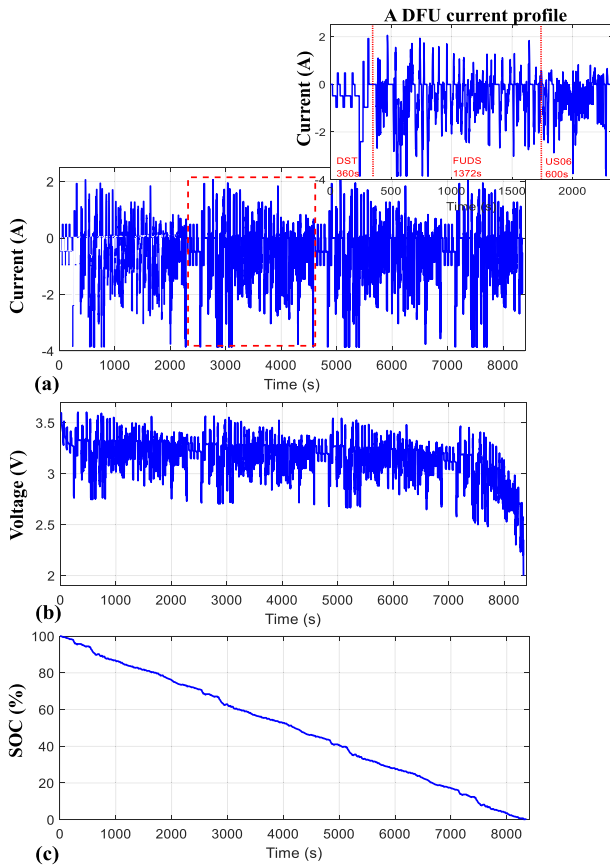 A DFU current profile
Current (A)
2
0
-2
-4
DST
360s
FUDS
1372s
US06
600s
0
500
1000
1500
2000
Time (s)
Current (A)
2
0
-2
-4
0
1000
2000
3000
4000
5000
6000
7000
8000
(a)
Time (s)
Voltage (V)
3.5
3
2.5
2
0
1000
2000
3000
4000
5000
6000
7000
8000
(b)
Time (s)
SOC (%)
100
80
60
40
20
0
0
1000
2000
3000
4000
5000
6000
7000
8000
(c)
Time (s)